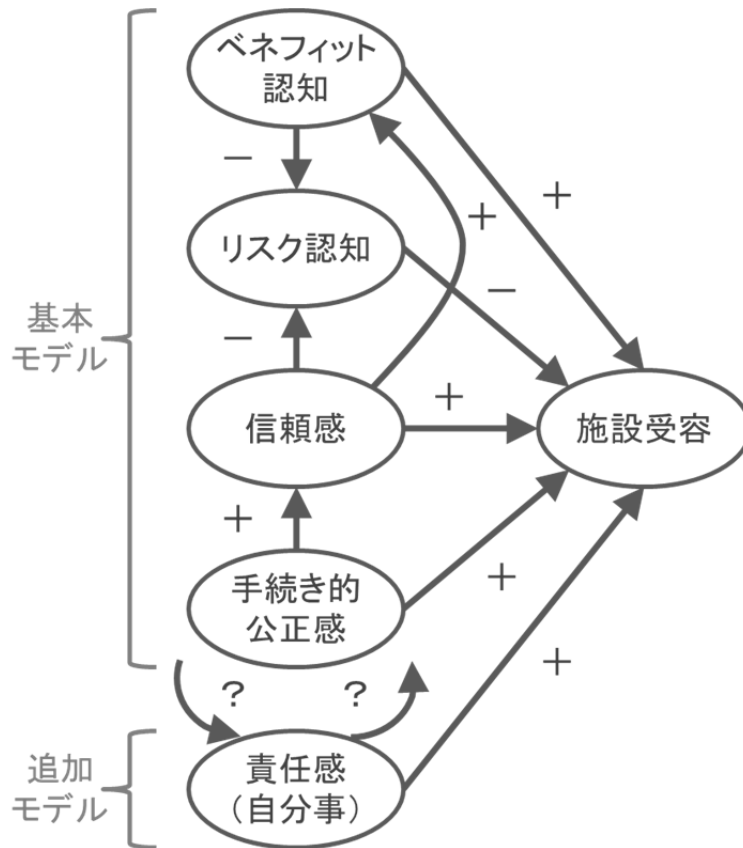 ベネフィット
認知
－
＋
リスク認知
＋
－
基本
モデル
－
信頼感
＋
施設受容
＋
手続き的
公正感
＋
？
？
＋
追加
モデル
責任感
（自分事）